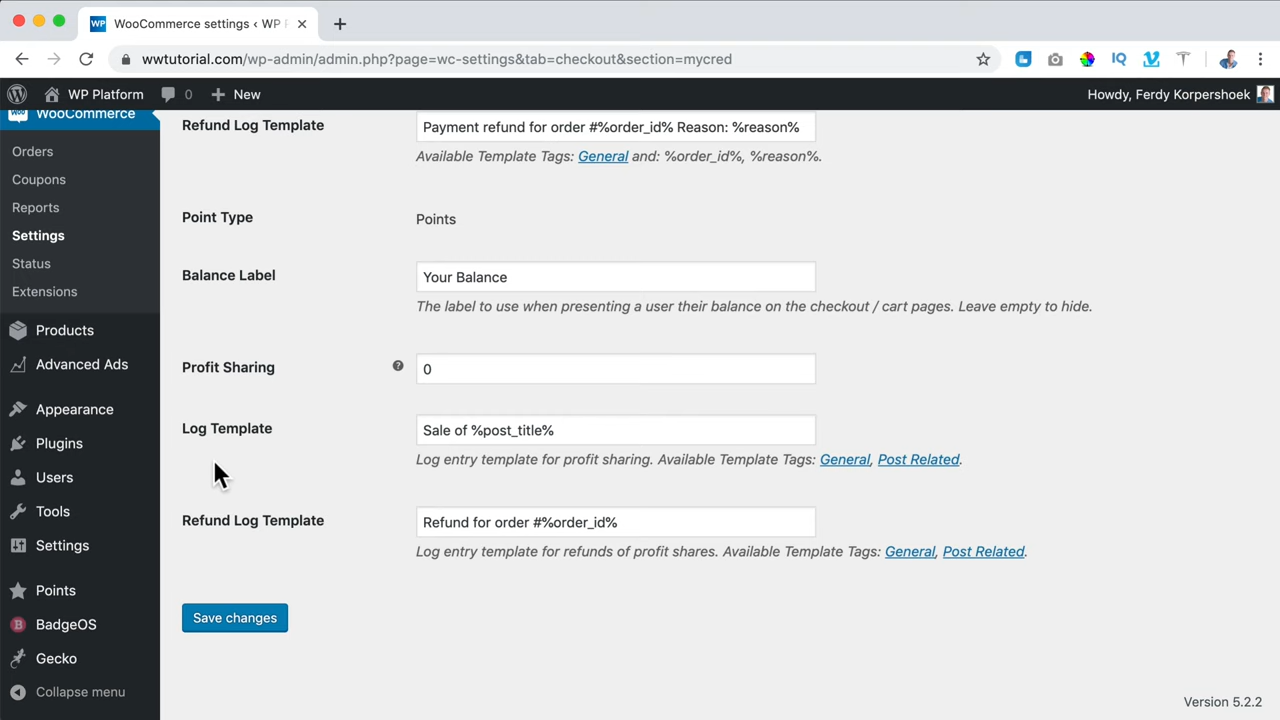 WP WooCommerce settings ‹ WP
wwtutorial.com/wp-admin/admin.php?page=wc-settings&tab=checkout&section=mycred
IQ
WP Platform 0 New Howdy, Ferdy Korpershoek
Woo WooCommerce
Orders
Coupons
Reports
Settings
Status
Extensions
Products
Advanced Ads
Appearance
Plugins
Users
Tools
Settings
Points
B BadgeOS
Gecko
Collapse menu
Refund Log Template
Payment refund for order #%order_id% Reason: %reason%
Available Template Tags: General and: %order_id%, %reason%.
Point Type
Points
Balance Label
Your Balance
The label to use when presenting a user their balance on the checkout / cart pages. Leave empty to hide.
Profit Sharing
?
0
Log Template
Sale of %post_title%
Log entry template for profit sharing. Available Template Tags: General, Post Related.
Refund Log Template
Refund for order #%order_id%
Log entry template for refunds of profit shares. Available Template Tags: General, Post Related.
Save changes
Version 5.2.2